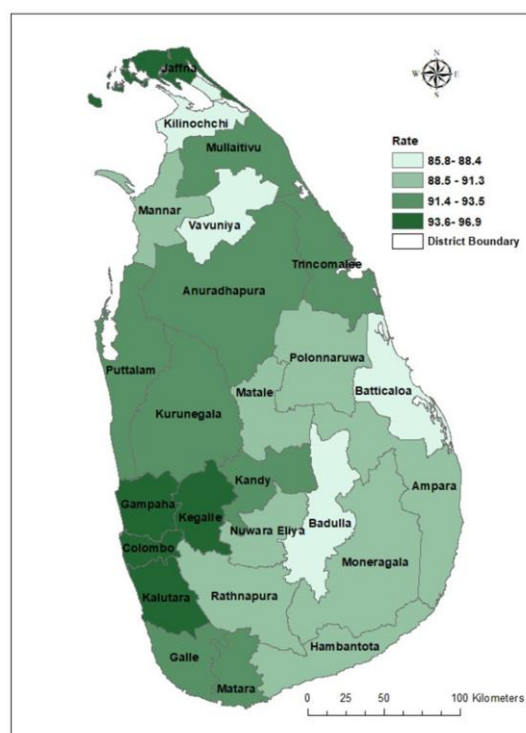 Jaffna
N
W E
S
Kilinochchi
Rate
Mullaitivu
85.8- 88.4
88.5 - 91.3
91.4 - 93.5
Mannar
93.6- 96.9
Vavuniya
District Boundary
Trincomalee
Anuradhapura
Polonnaruwa
Puttalam
Batticaloa
Matale
Kurunegala
Kandy
Ampara
Gampaha
Kegalle
Nuwara Eliya
Badulla
Colombo
Moneragala
Kalutara
Rathnapura
Hambantota
Galle
Matara
0 25 50 100 Kilometers